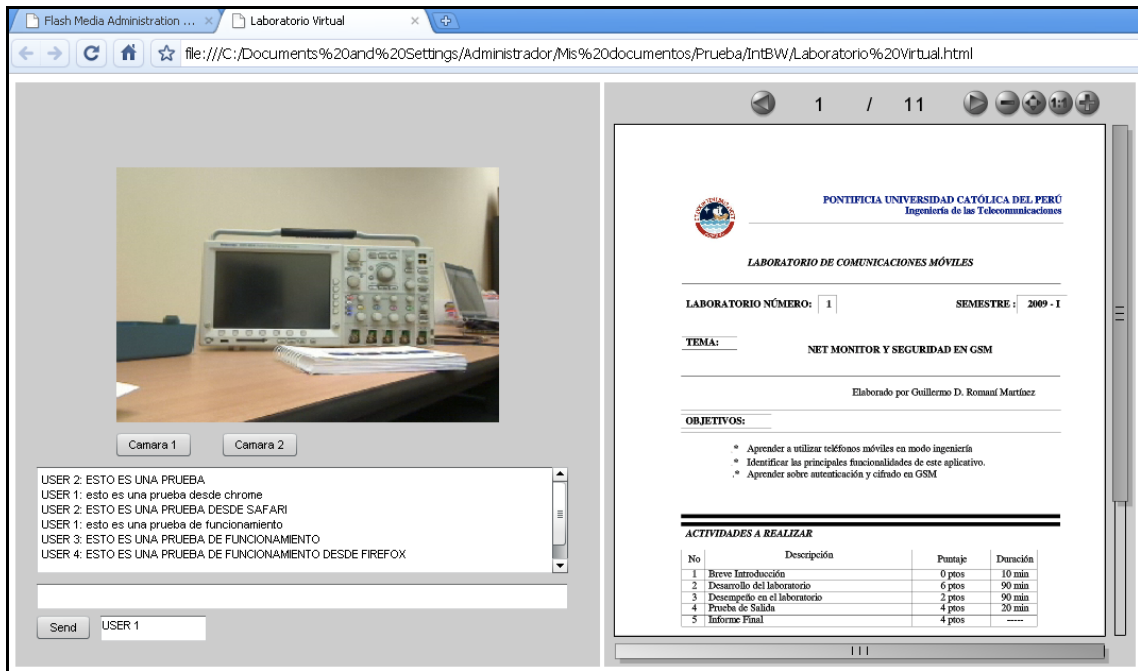 Flash Media Administration ...
Laboratorio Virtual
file:///C:/Documents%20and%20Settings/Administrador/Mis%20documentos/Prueba/IntBW/Laboratorio%20Virtual.html
Camara 1
Camara 2
USER 2: ESTO ES UNA PRUEBA
USER 1: esto es una prueba desde chrome
USER 2: ESTO ES UNA PRUEBA DESDE SAFARI
USER 1: esto es una prueba de funcionamiento
USER 3: ESTO ES UNA PRUEBA DE FUNCIONAMIENTO
USER 4: ESTO ES UNA PRUEBA DE FUNCIONAMIENTO DESDE FIREFOX
Send
USER 1
1 / 11
1:1
PONTIFICIA UNIVERSIDAD CATÓLICA DEL PERÚ
Ingeniería de las Telecomunicaciones
LABORATORIO DE COMUNICACIONES MÓVILES
LABORATORIO NÚMERO: 1 SEMESTRE : 2009 - I
TEMA:
NET MONITOR Y SEGURIDAD EN GSM
Elaborado por Guillermo D. Romaní Martínez
OBJETIVOS:
.* Aprender a utilizar teléfonos móviles en modo ingeniería
* Identificar las principales funcionalidades de este aplicativo.
.* Aprender sobre autenticación y cifrado en GSM
ACTIVIDADES A REALIZAR
No Descripción Puntaje Duración
1 Breve Introducción 0 ptos 10 min
2 Desarrollo del laboratorio 6 ptos 90 min
3 Desempeño en el laboratorio 2 ptos 90 min
4 Prueba de Salida 4 ptos 20 min
5 Informe Final 4 ptos -----